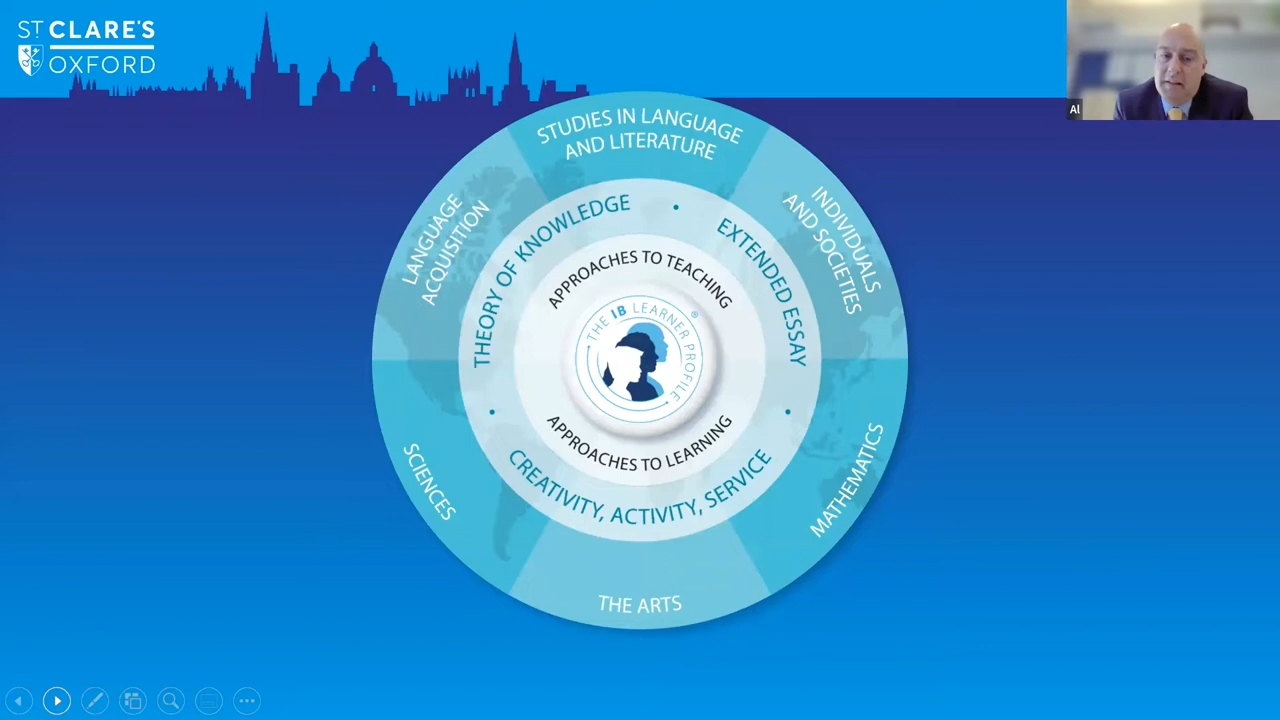 ST CLARE'S
OXFORD
Al
STUDIES IN LANGUAGE
AND LITERATURE
LANGUAGE
ACQUISITION
INDIVIDUALS
AND SOCIETIES
THEORY OF KNOWLEDGE
•
EXTENDED ESSAY
APPROACHES TO TEACHING
THE IB LEARNER PROFILE
®
APPROACHES TO LEARNING
•
•
CREATIVITY, ACTIVITY, SERVICE
SCIENCES
MATHEMATICS
THE ARTS